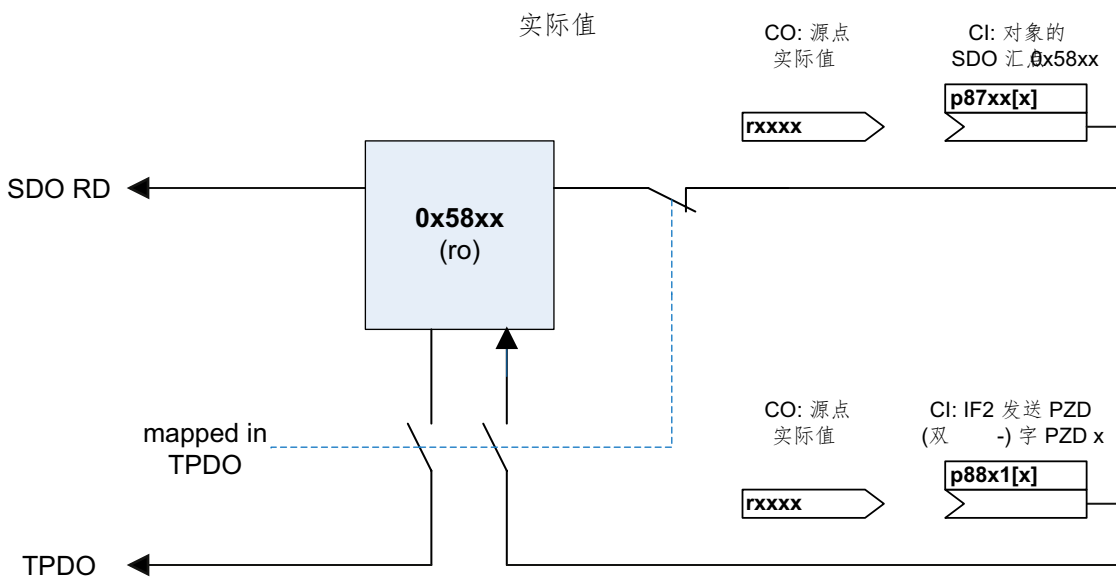 实际值
CO: 源点
实际值
CI: 对象的
SDO 汇点0x58xx
p87xx[x]
rxxxx
SDO RD
0x58xx
(ro)
mapped in
TPDO
CO: 源点
实际值
CI: IF2 发送 PZD
(双 -) 字 PZD x
p88x1[x]
rxxxx
TPDO